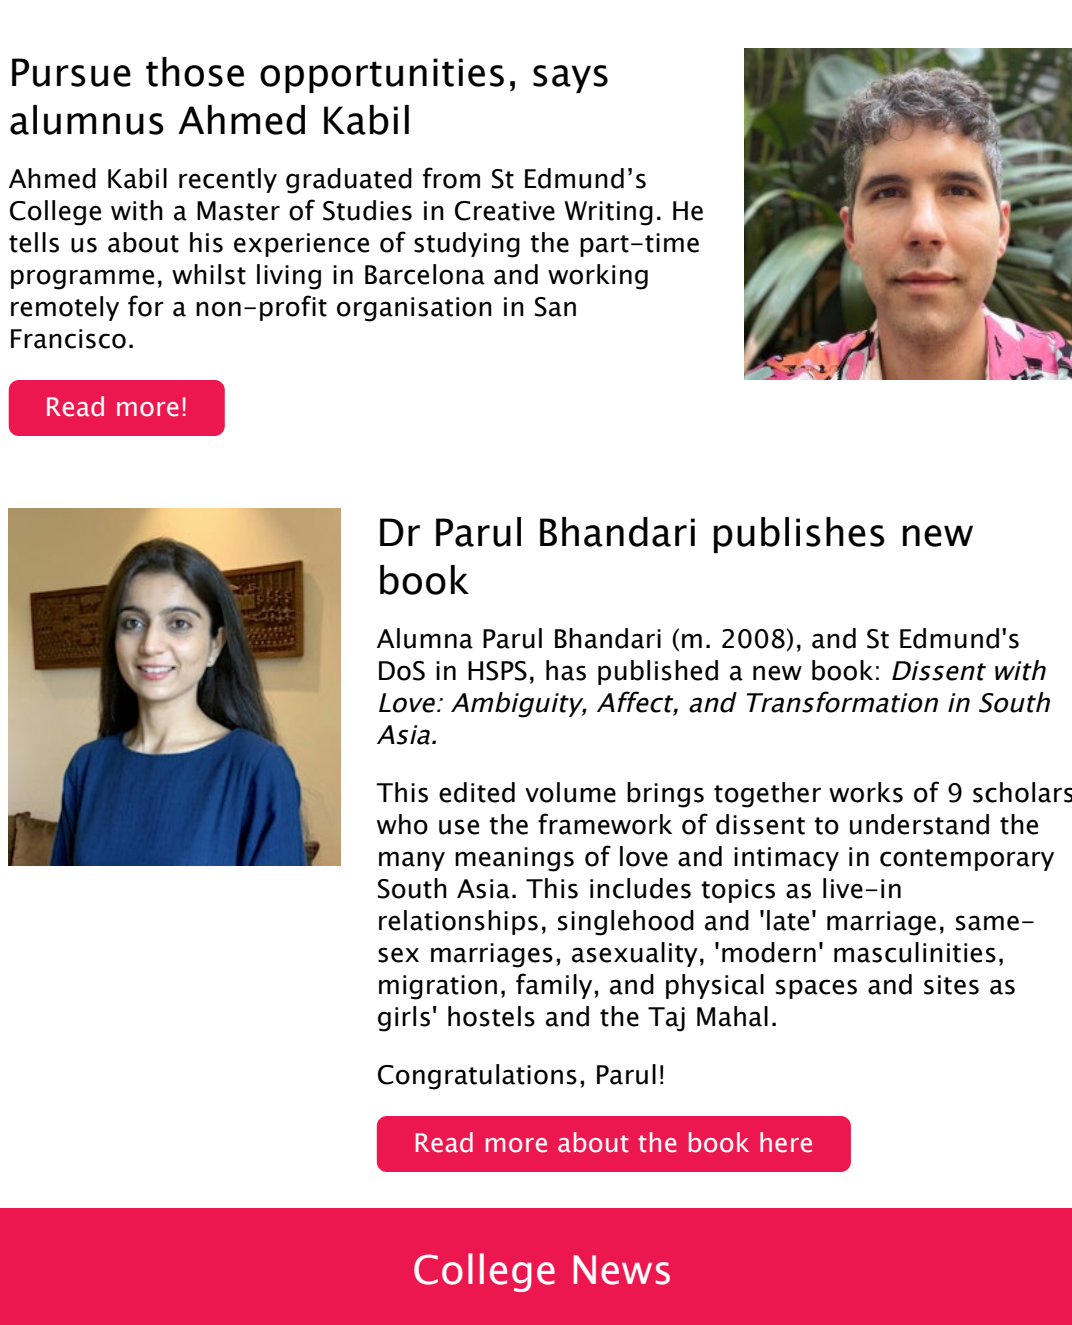 Pursue those opportunities, says
alumnus Ahmed Kabil
Ahmed Kabil recently graduated from St Edmund’s
College with a Master of Studies in Creative Writing. He
tells us about his experience of studying the part-time
programme, whilst living in Barcelona and working
remotely for a non-profit organisation in San
Francisco.
Read more!
Dr Parul Bhandari publishes new
book
Alumna Parul Bhandari (m. 2008), and St Edmund's
DoS in HSPS, has published a new book: Dissent with
Love: Ambiguity, Affect, and Transformation in South
Asia.
This edited volume brings together works of 9 scholars
who use the framework of dissent to understand the
many meanings of love and intimacy in contemporary
South Asia. This includes topics as live-in
relationships, singlehood and 'late' marriage, same-
sex marriages, asexuality, 'modern' masculinities,
migration, family, and physical spaces and sites as
girls' hostels and the Taj Mahal.
Congratulations, Parul!
Read more about the book here
College News